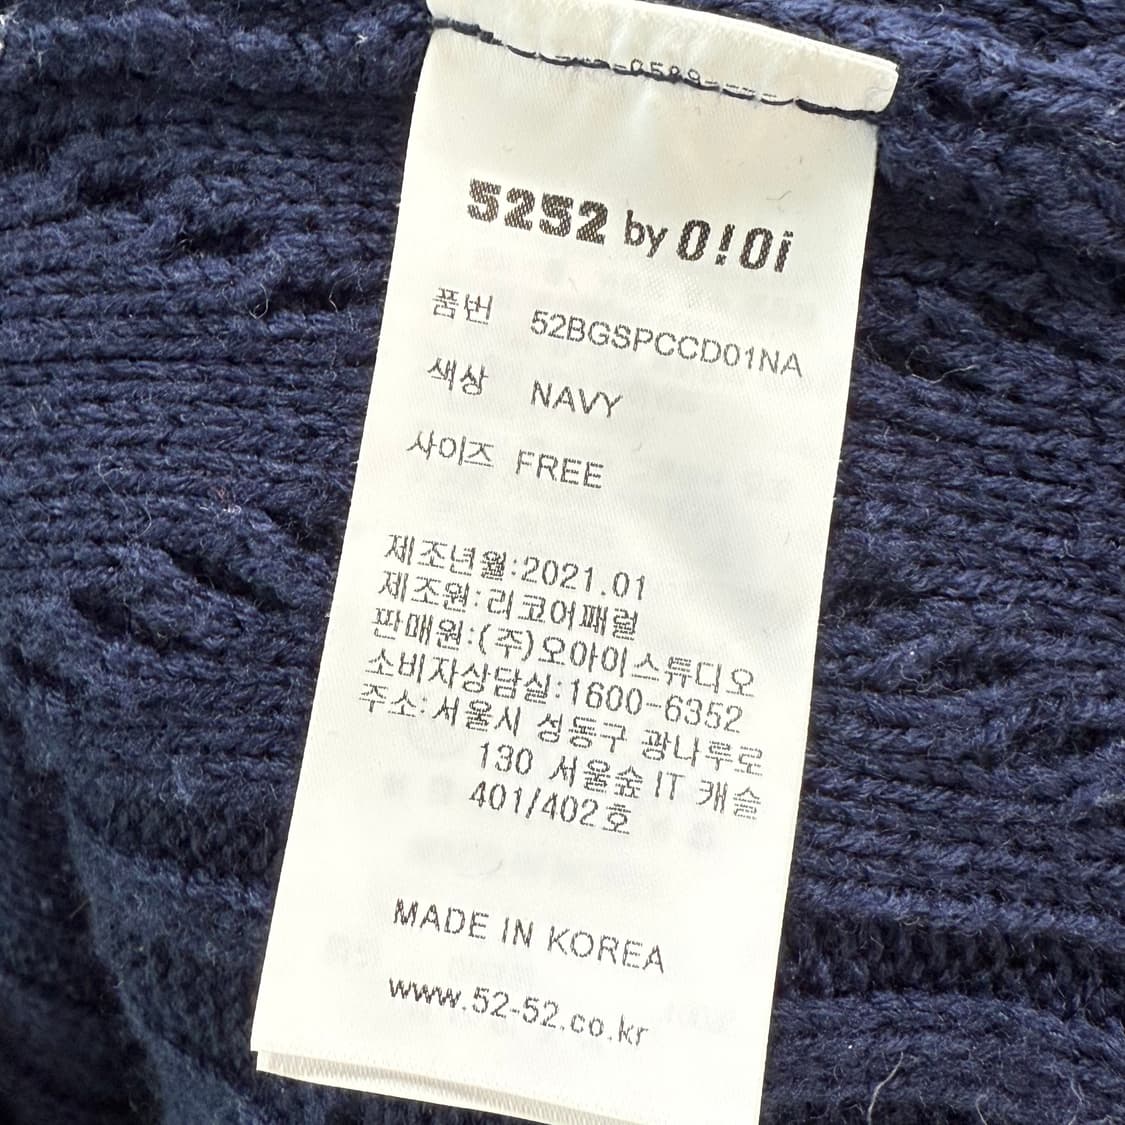 5252 by O!Oi
품번 52BGSPCCD01NA
색상 NAVY
사이즈 FREE
제조년월:2021.01
제조원:리코어패럴
판매원:(주)오아이스튜디오
소비자상담실:1600-6352
주소:서울시 성동구 광나루로
130 서울숲 IT 캐슬
401/402호
MADE IN KOREA
www.52-52.co.kr